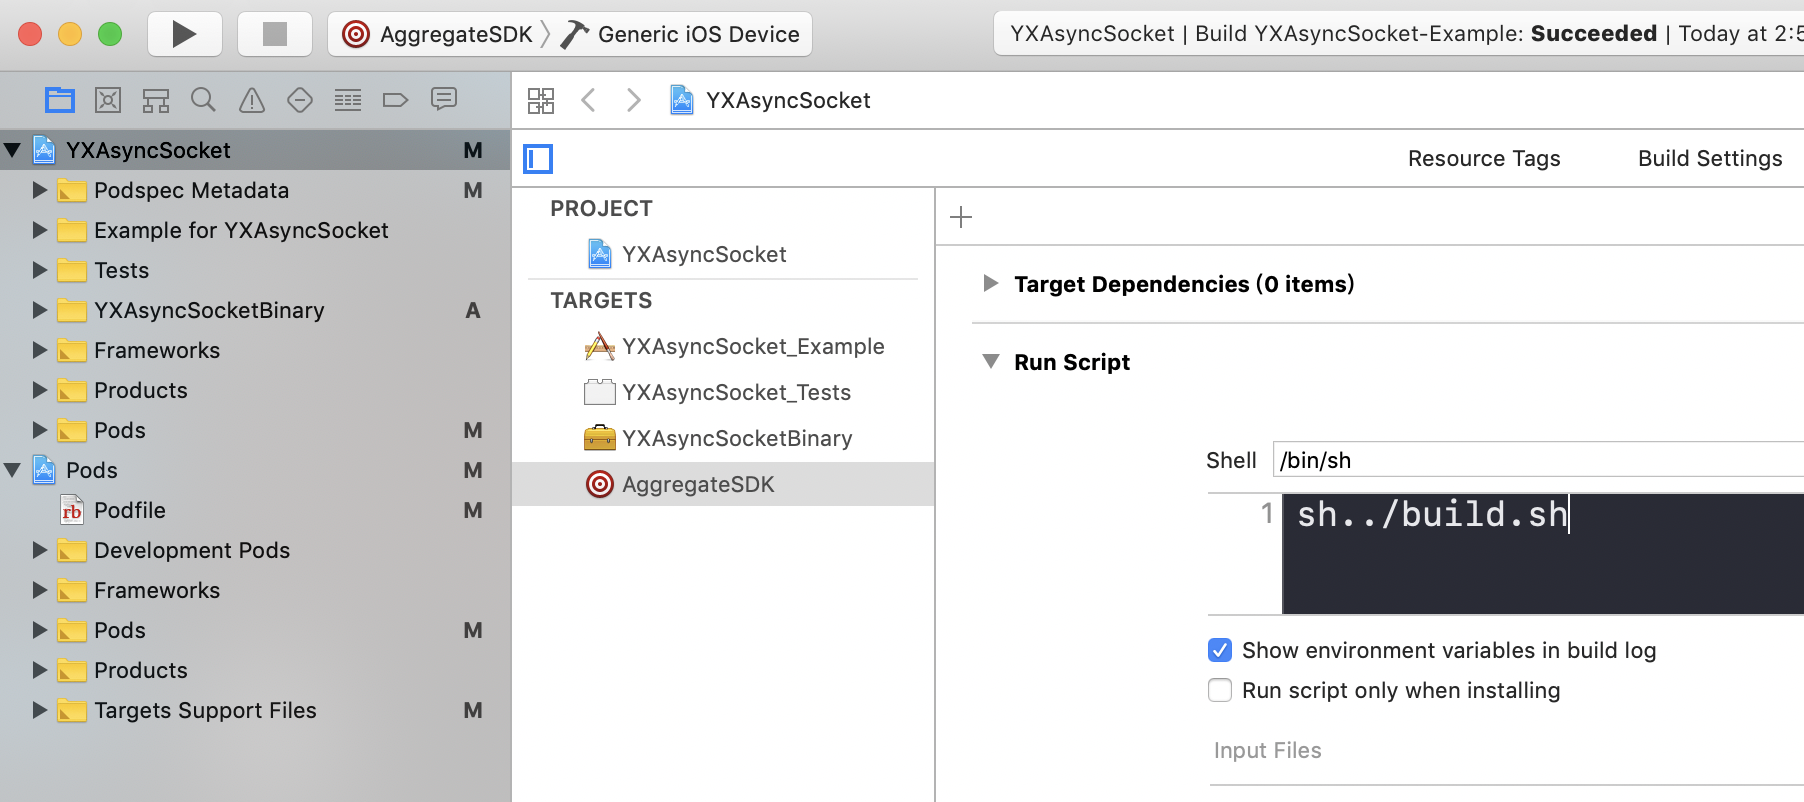 AggregateSDK Generic iOS Device
YXAsyncSocket | Build YXAsyncSocket-Example: Succeeded | Today at 2:5
YXAsyncSocket
YXAsyncSocket M
Podspec Metadata M
Example for YXAsyncSocket
Tests
YXAsyncSocketBinary A
Frameworks
Products
Pods M
Pods M
rb Podfile M
Development Pods
Frameworks
Pods M
Products
Targets Support Files M
Resource Tags Build Settings
PROJECT
YXAsyncSocket
TARGETS
YXAsyncSocket_Example
YXAsyncSocket_Tests
YXAsyncSocketBinary
AggregateSDK
Target Dependencies (0 items)
Run Script
Shell /bin/sh
1 sh../build.sh
Show environment variables in build log
Run script only when installing
Input Files